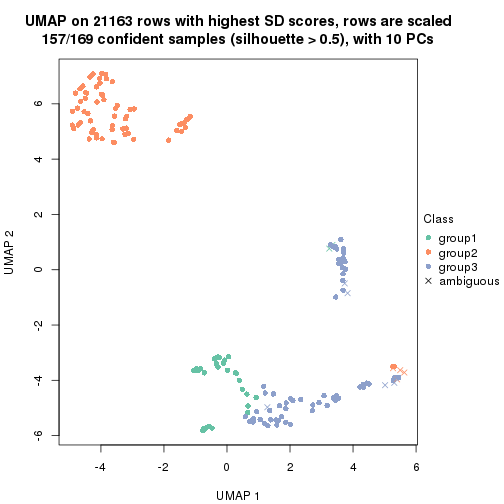 UMAP on 21163 rows with highest SD scores, rows are scaled
157/169 confident samples (silhouette > 0.5), with 10 PCs
6
4
2
0
-2
-4
-6
UMAP 2
-4
-2
0
2
4
6
UMAP 1
Class
group1
group2
group3
ambiguous